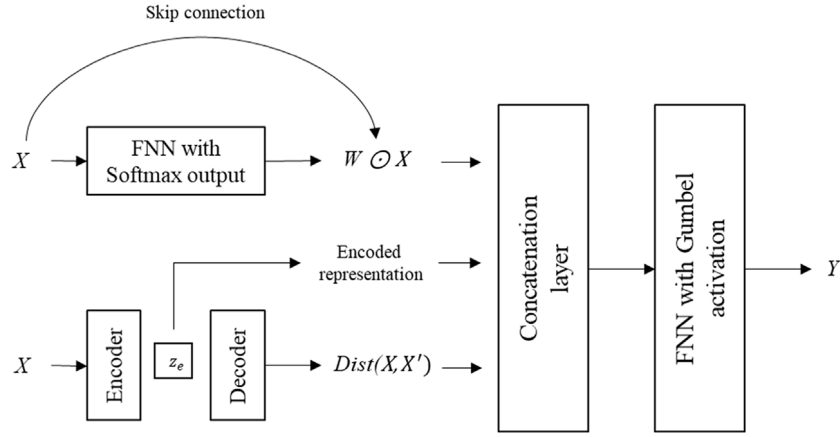 Skip connection
X
FNN with
Softmax output
W ⊙ X
Encoded
representation
X
Encoder
z_e
Decoder
Dist(X,X′)
Concatenation
layer
FNN with Gumbel
activation
Y